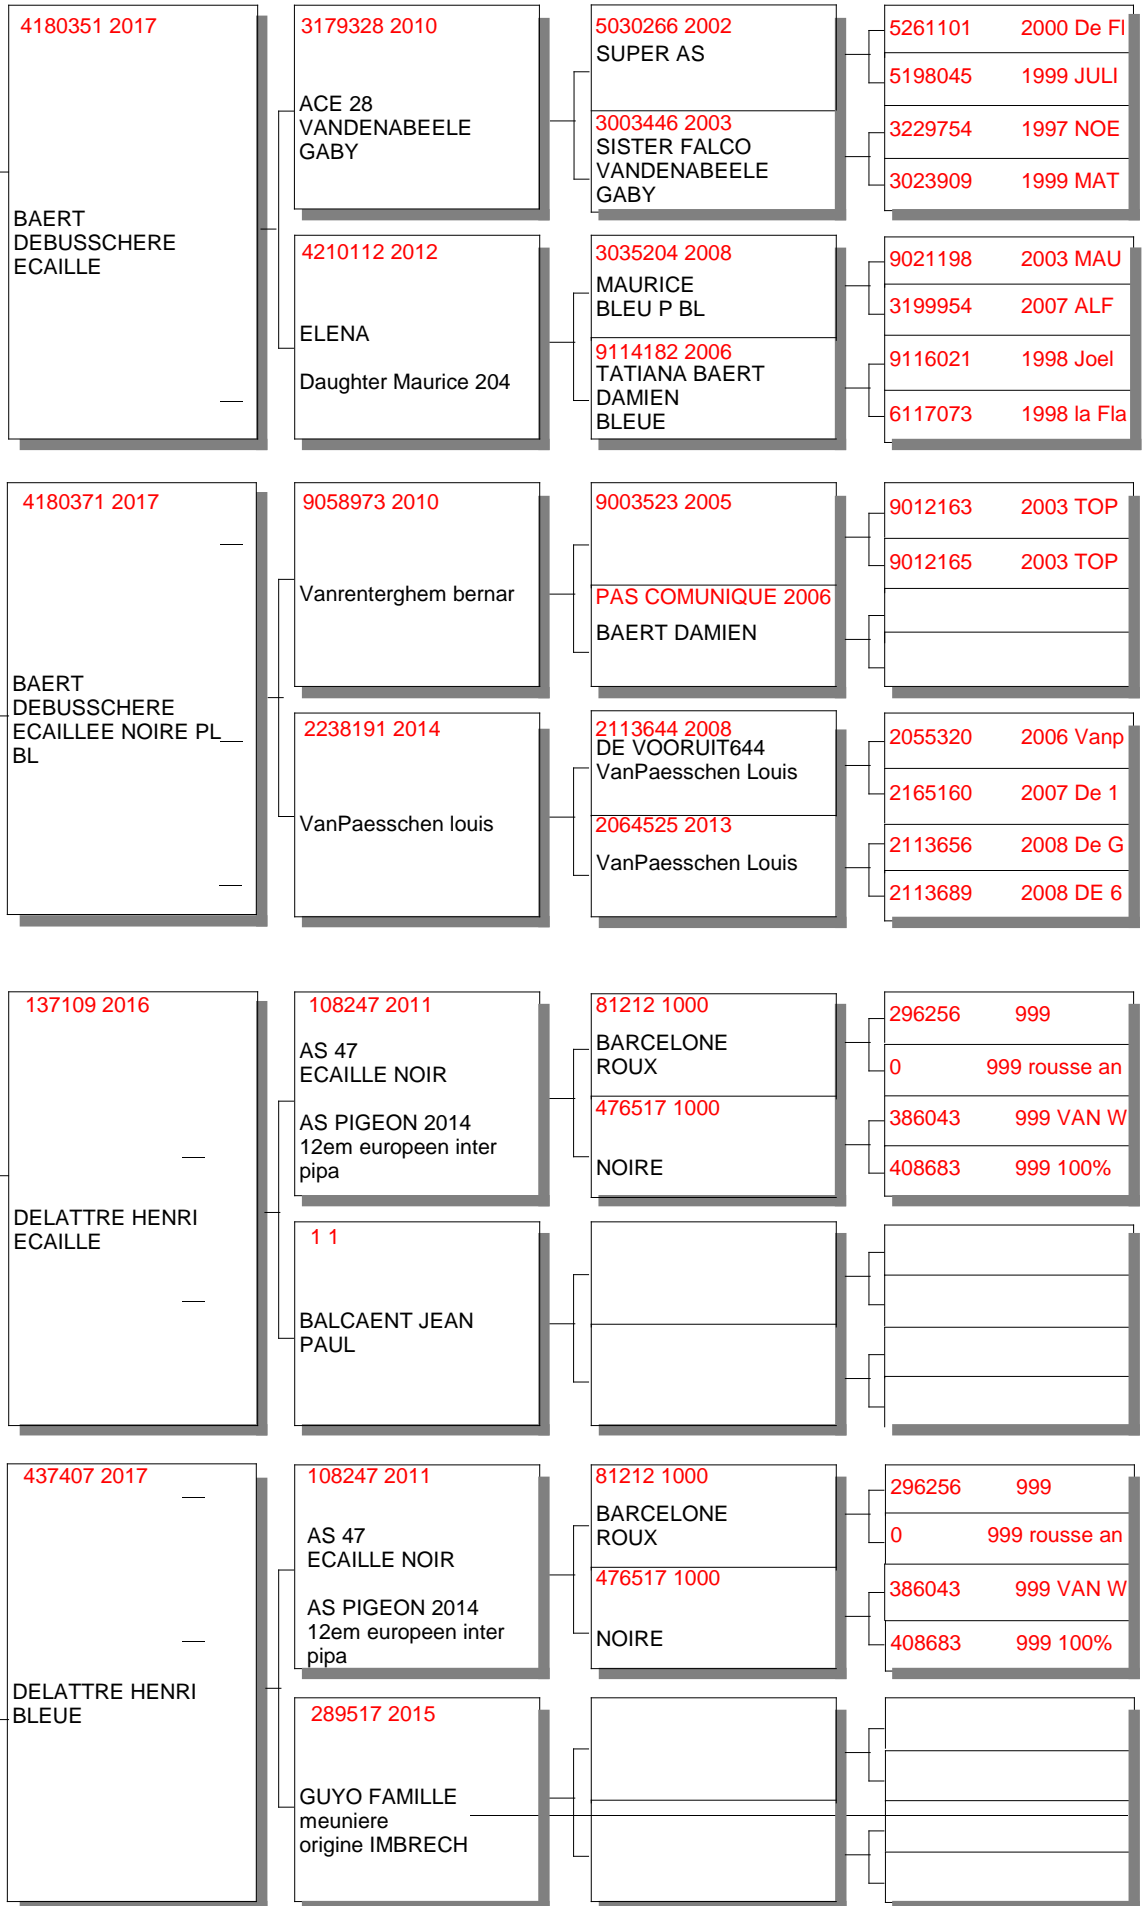 4180351 2017
BAERT
DEBUSSCHERE
ECAILLE
3179328 2010
ACE 28
VANDENABEELE
GABY
4210112 2012
ELENA
Daughter Maurice 204
5030266 2002
SUPER AS
3003446 2003
SISTER FALCO
VANDENABEELE
GABY
3035204 2008
MAURICE
BLEU P BL
9114182 2006
TATIANA BAERT
DAMIEN
BLEUE
5261101 2000 De Fl
5198045 1999 JULI
3229754 1997 NOE
3023909 1999 MAT
9021198 2003 MAU
3199954 2007 ALF
9116021 1998 Joel
6117073 1998 la Fla
4180371 2017
BAERT
DEBUSSCHERE
ECAILLEE NOIRE PL
BL
9058973 2010
Vanrenterghem bernar
2238191 2014
VanPaesschen louis
9003523 2005
PAS COMUNIQUE 2006
BAERT DAMIEN
2113644 2008
DE VOORUIT644
VanPaesschen Louis
2064525 2013
VanPaesschen Louis
9012163 2003 TOP
9012165 2003 TOP
2055320 2006 Vanp
2165160 2007 De 1
2113656 2008 De G
2113689 2008 DE 6
137109 2016
DELATTRE HENRI
ECAILLE
108247 2011
AS 47
ECAILLE NOIR
AS PIGEON 2014
12em europeen inter
pipa
1 1
BALCAENT JEAN
PAUL
81212 1000
BARCELONE
ROUX
476517 1000
NOIRE
296256 999
0 999 rousse an
386043 999 VAN W
408683 999 100%
437407 2017
DELATTRE HENRI
BLEUE
108247 2011
AS 47
ECAILLE NOIR
AS PIGEON 2014
12em europeen inter
pipa
289517 2015
GUYO FAMILLE
meuniere
origine IMBRECH
81212 1000
BARCELONE
ROUX
476517 1000
NOIRE
296256 999
0 999 rousse an
386043 999 VAN W
408683 999 100%